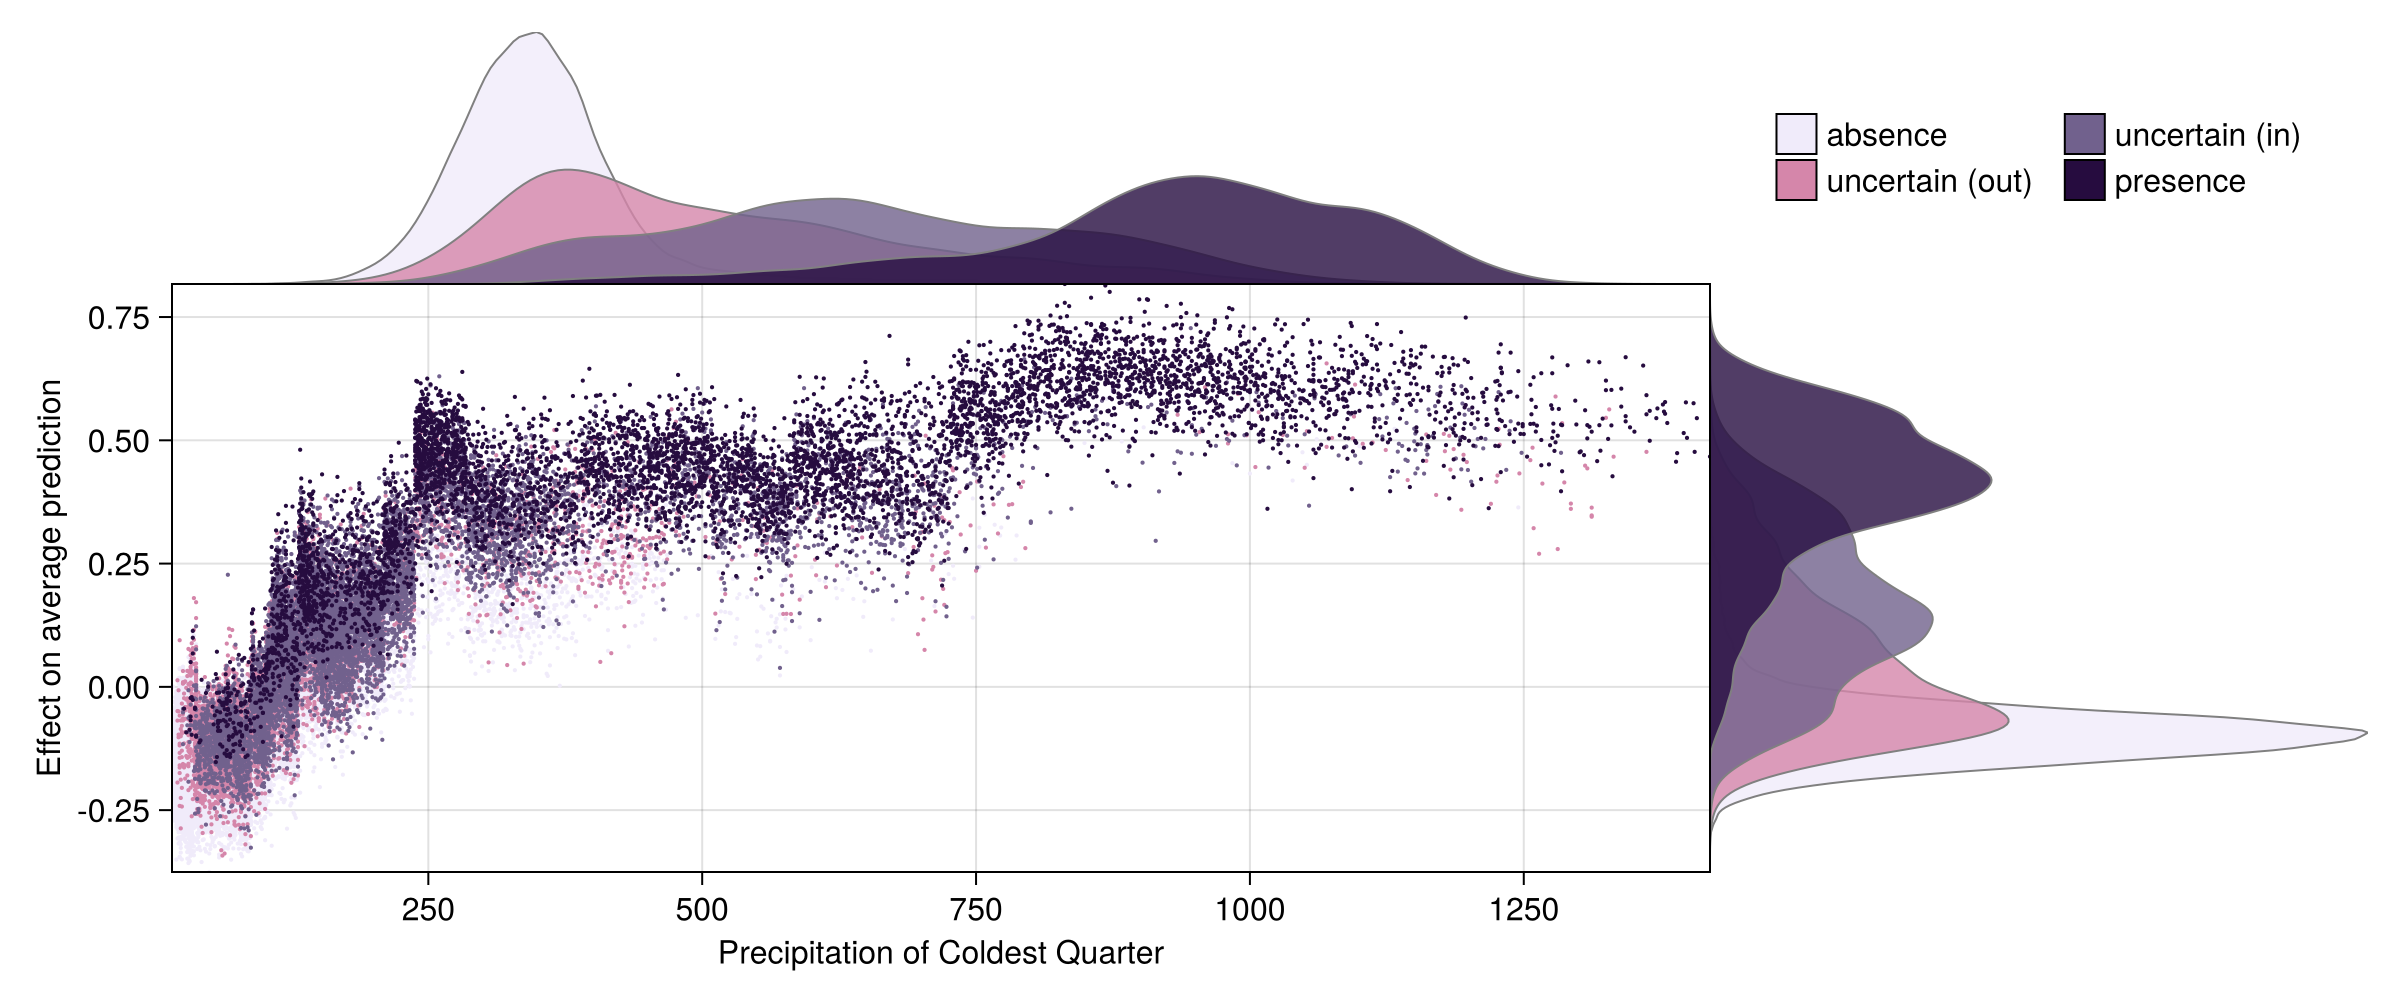 absence
uncertain (in)
uncertain (out)
presence
0.75
0.50
0.25
0.00
-0.25
Effect on average prediction
250 500 750 1000 1250
Precipitation of Coldest Quarter